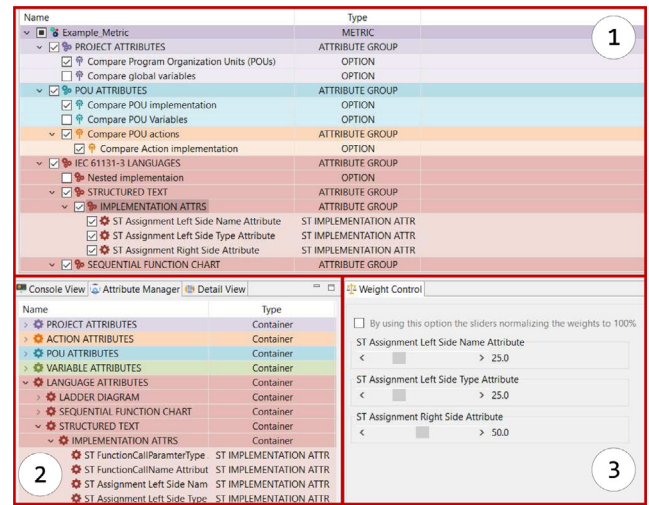 Name Type
Example_Metric METRIC
PROJECT ATTRIBUTES ATTRIBUTE GROUP
Compare Program Organization Units (POUs) OPTION
Compare global variables OPTION
POU ATTRIBUTES ATTRIBUTE GROUP
Compare POU implementation OPTION
Compare POU Variables OPTION
Compare POU actions ATTRIBUTE GROUP
Compare Action implementation OPTION
IEC 61131-3 LANGUAGES ATTRIBUTE GROUP
Nested implementaion OPTION
STRUCTURED TEXT ATTRIBUTE GROUP
IMPLEMENTATION ATTRS ATTRIBUTE GROUP
ST Assignment Left Side Name Attribute ST IMPLEMENTATION ATTR
ST Assignment Left Side Type Attribute ST IMPLEMENTATION ATTR
ST Assignment Right Side Attribute ST IMPLEMENTATION ATTR
SEQUENTIAL FUNCTION CHART ATTRIBUTE GROUP
1
Console View Attribute Manager Detail View
Name Type
PROJECT ATTRIBUTES Container
ACTION ATTRIBUTES Container
POU ATTRIBUTES Container
VARIABLE ATTRIBUTES Container
LANGUAGE ATTRIBUTES Container
LADDER DIAGRAM Container
SEQUENTIAL FUNCTION CHART Container
STRUCTURED TEXT Container
IMPLEMENTATION ATTRS Container
ST FunctionCallParamterType ST IMPLEMENTATION ATTR
ST FunctionCallName Attribut ST IMPLEMENTATION ATTR
ST Assignment Left Side Nam ST IMPLEMENTATION ATTR
ST Assignment Left Side Type ST IMPLEMENTATION ATTR
2
Weight Control
By using this option the sliders normalizing the weights to 100%
ST Assignment Left Side Name Attribute
< > 25.0
ST Assignment Left Side Type Attribute
< > 25.0
ST Assignment Right Side Attribute
< > 50.0
3